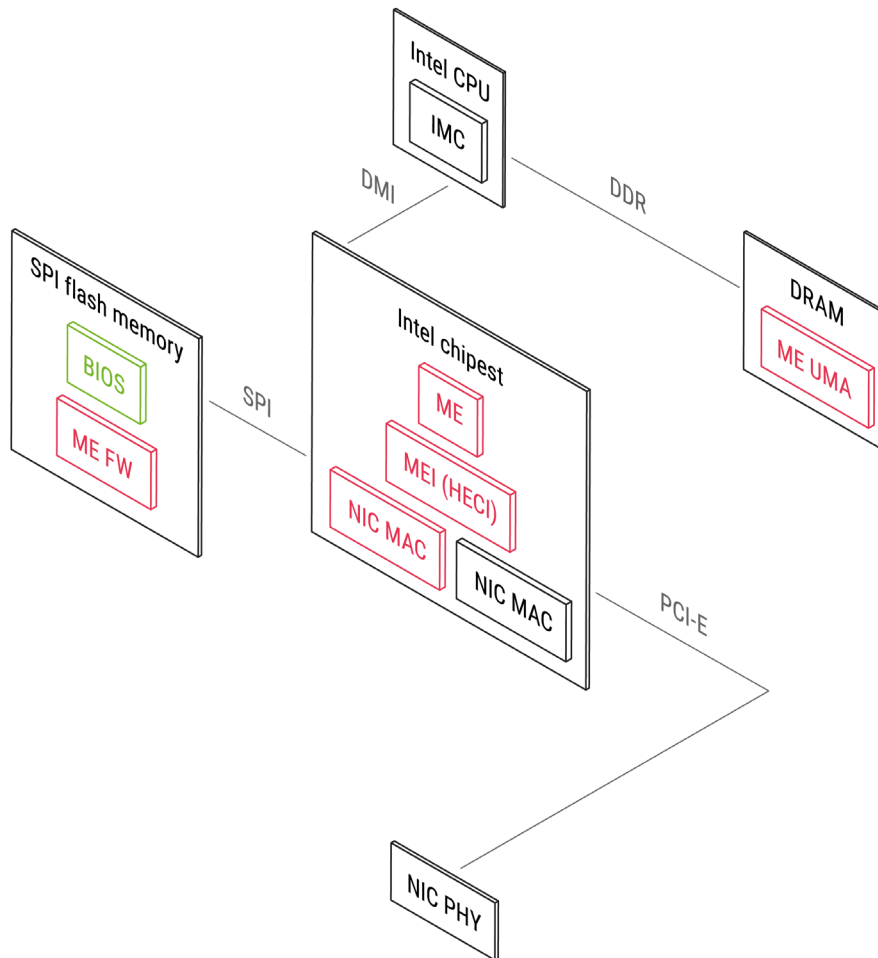 Intel CPU
IMC
DMI
DDR
SPI flash memory
BIOS
ME FW
SPI
Intel chipest
ME
MEI (HECI)
NIC MAC
NIC MAC
DRAM
ME UMA
PCI-E
NIC PHY